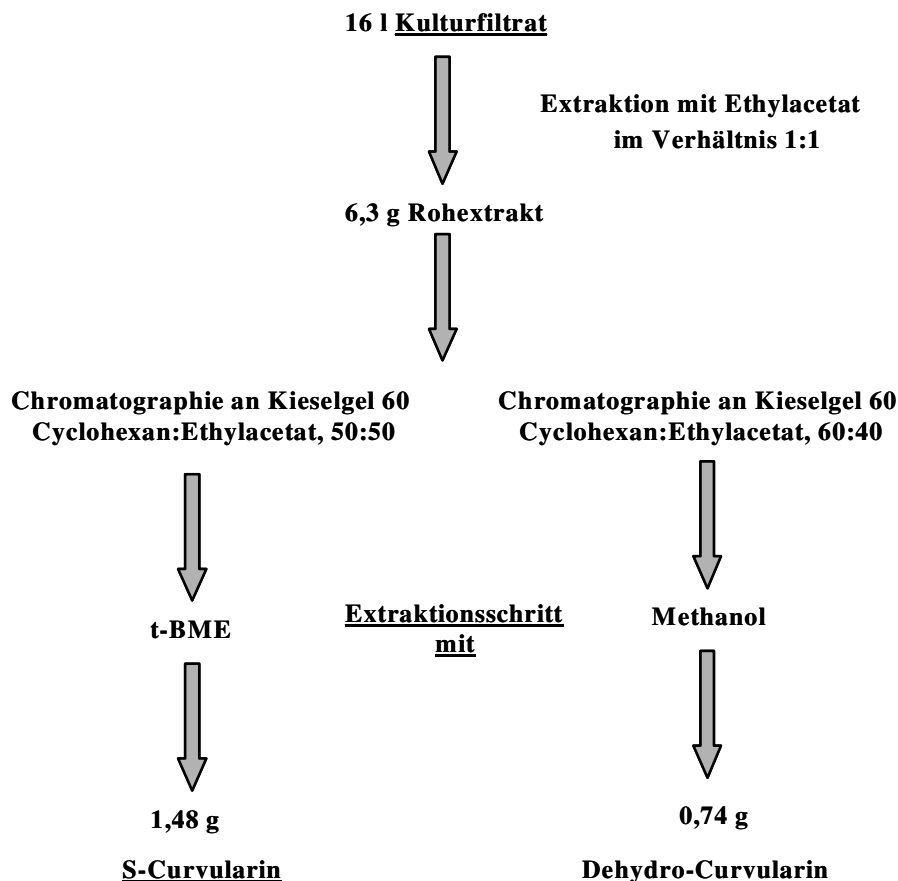 16 l Kulturfiltrat
Extraktion mit Ethylacetat
im Verhältnis 1:1
6,3 g Rohextrakt
Chromatographie an Kieselgel 60
Cyclohexan:Ethylacetat, 50:50
Chromatographie an Kieselgel 60
Cyclohexan:Ethylacetat, 60:40
t-BME
Extraktionsschritt
mit
Methanol
1,48 g
S-Curvularin
0,74 g
Dehydro-Curvularin